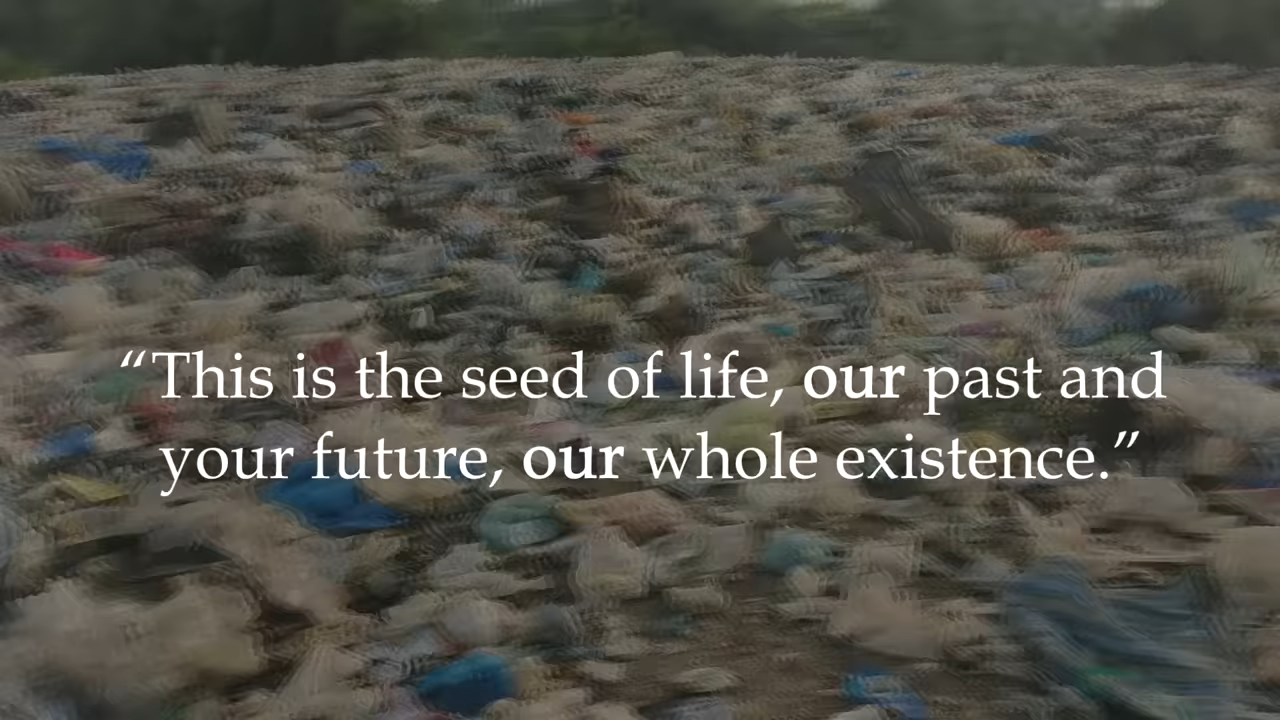 “This is the seed of life, our past and
your future, our whole existence.”